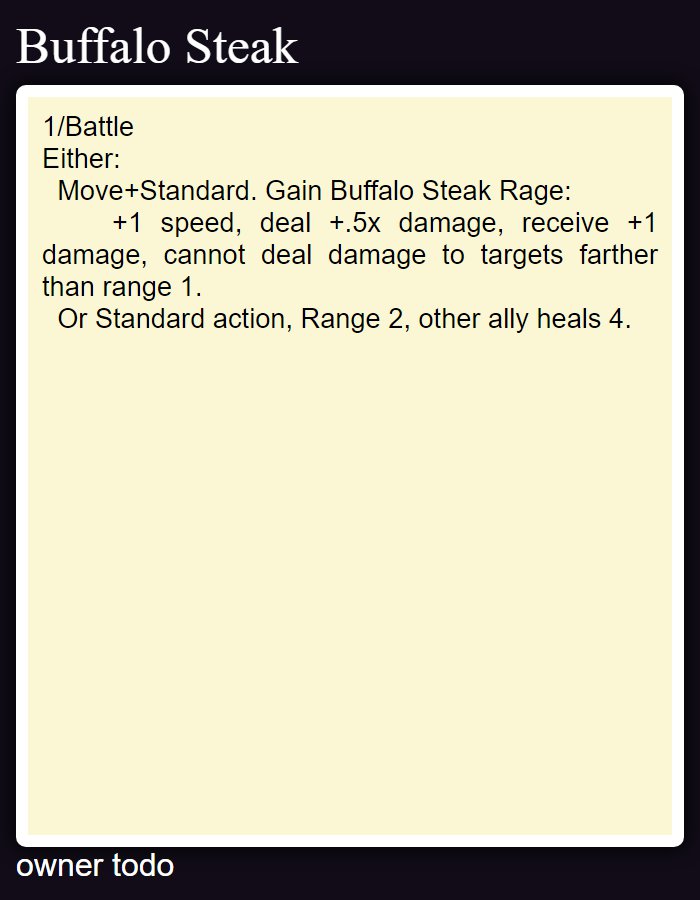 Buffalo Steak
1/Battle
Either:
Move+Standard. Gain Buffalo Steak Rage:
+1 speed, deal +.5x damage, receive +1
damage, cannot deal damage to targets farther
than range 1.
Or Standard action, Range 2, other ally heals 4.
owner todo